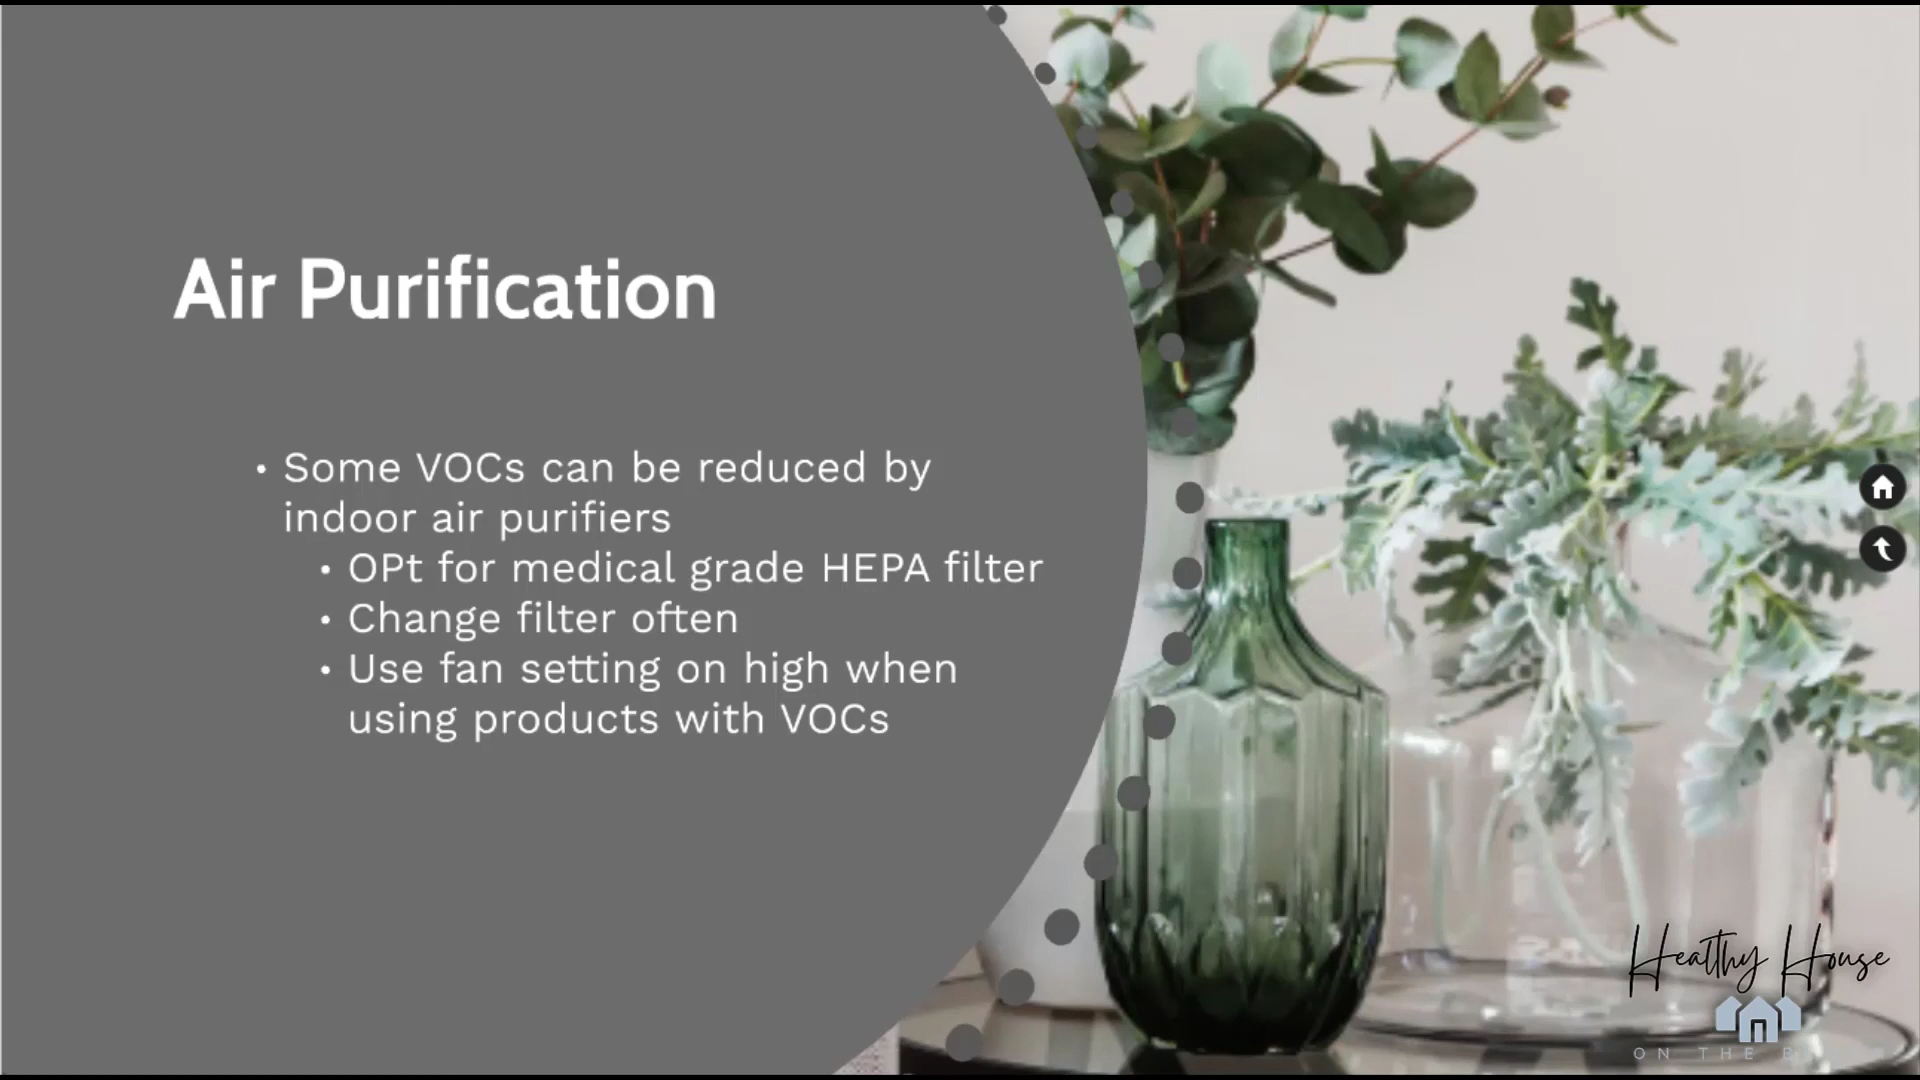 Air Purification
• Some VOCs can be reduced by
indoor air purifiers
• OPt for medical grade HEPA filter
• Change filter often
• Use fan setting on high when
using products with VOCs
Healthy House
ON THE